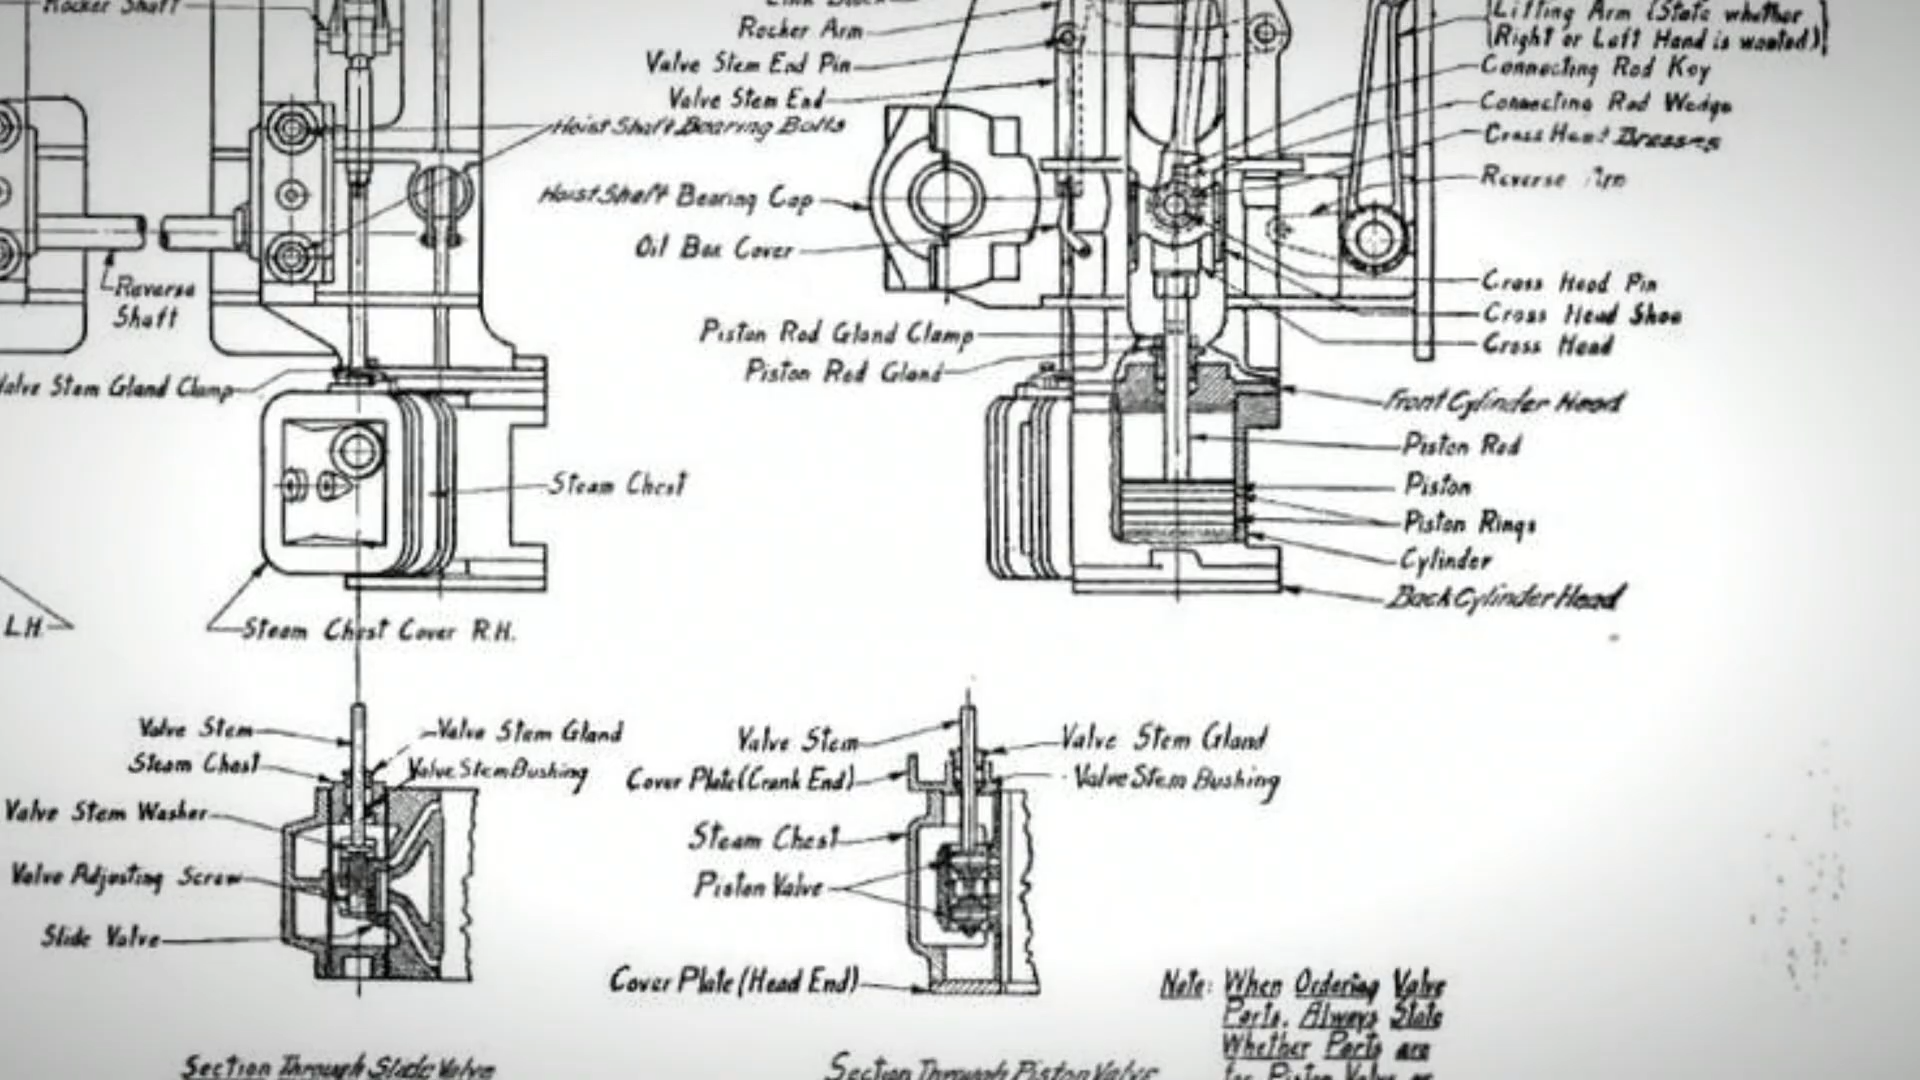 Rocker Shaft
Rocker Arm
Valve Stem End Pin
Valve Stem End
Hoist Shaft Bearing Bolts
Hoist Shaft Bearing Cap
Oil Box Cover
Reverse
Shaft
Piston Rod Gland Clamp
Piston Rod Gland
Valve Stem Gland Clamp
Steam Chest
L.H.
Steam Chest Cover R.H.
Lifting Arm (State whether
Right or Left Hand is wanted)
Connecting Rod Key
Connecting Rod Wedge
Cross Head Brasses
Reverse Arm
Cross Head Pin
Cross Head Shoe
Cross Head
Front Cylinder Head
Piston Rod
Piston
Piston Rings
Cylinder
Back Cylinder Head
Valve Stem
Valve Stem Gland
Steam Chest
Valve Stem Bushing
Valve Stem Washer
Valve Adjusting Screw
Slide Valve
Section Through Slide Valve
Valve Stem
Valve Stem Gland
Cover Plate (Crank End)
Valve Stem Bushing
Steam Chest
Piston Valve
Cover Plate (Head End)
Section Through Piston Valve
Note: When Ordering Valve
Parts, Always State
Whether Parts are
for Piston Valve or